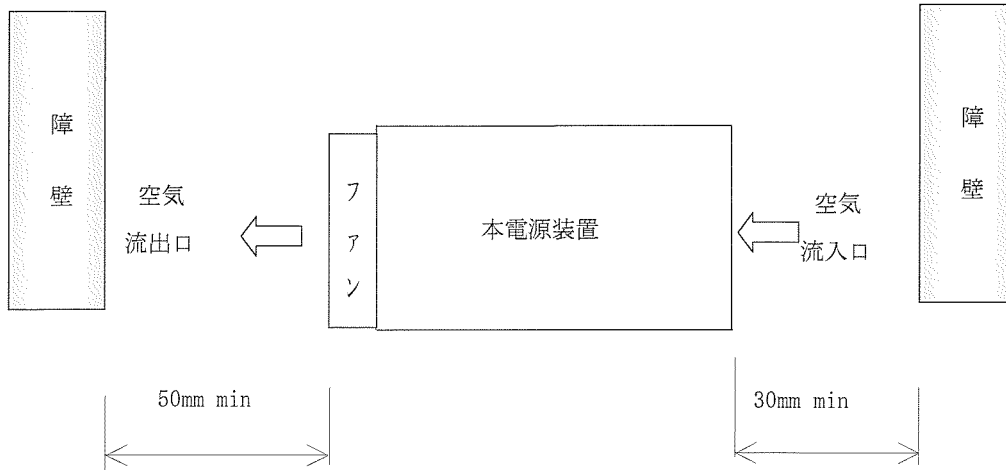 障壁
空気
流出口
ファン
本電源装置
空気
流入口
障壁
50mm min
30mm min